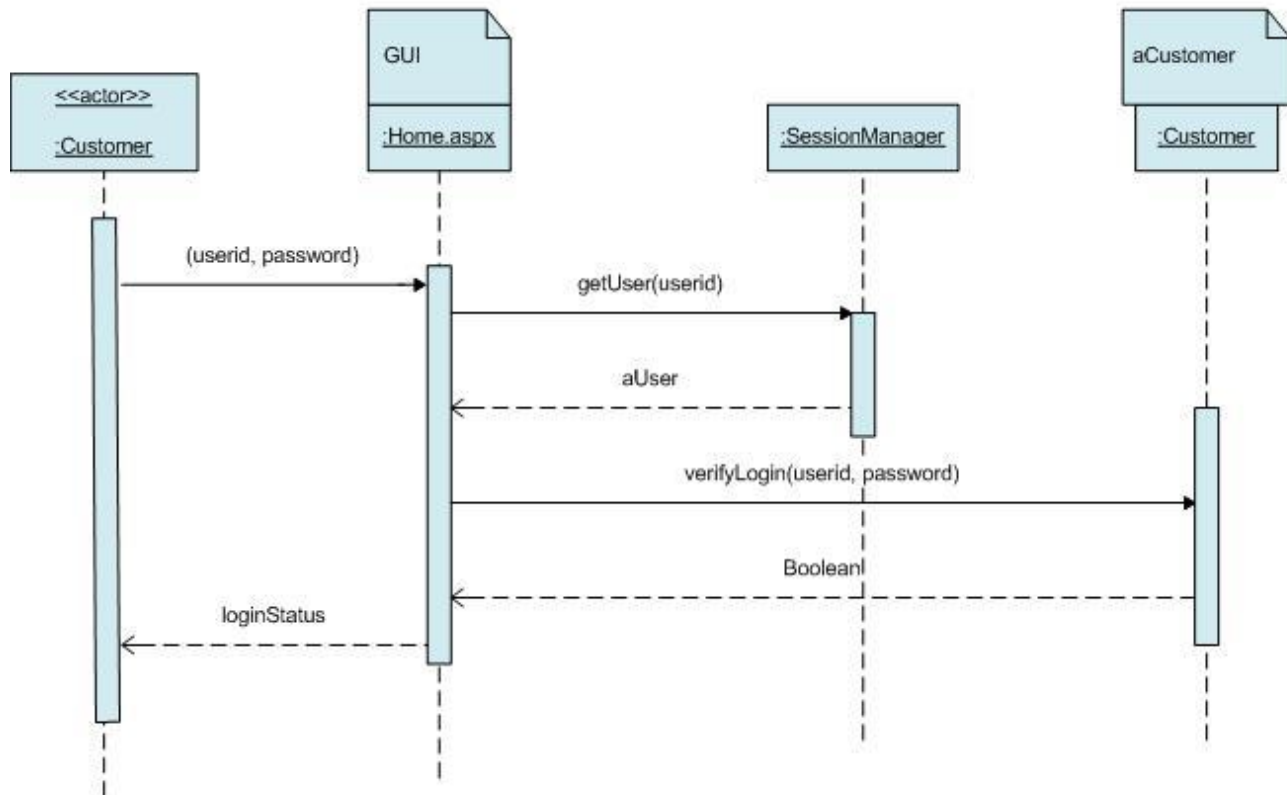 GUI
aCustomer
<<actor>>
:Customer
:Home.aspx
:SessionManager
:Customer
(userid, password)
getUser(userid)
aUser
verifyLogin(userid, password)
Boolean
loginStatus